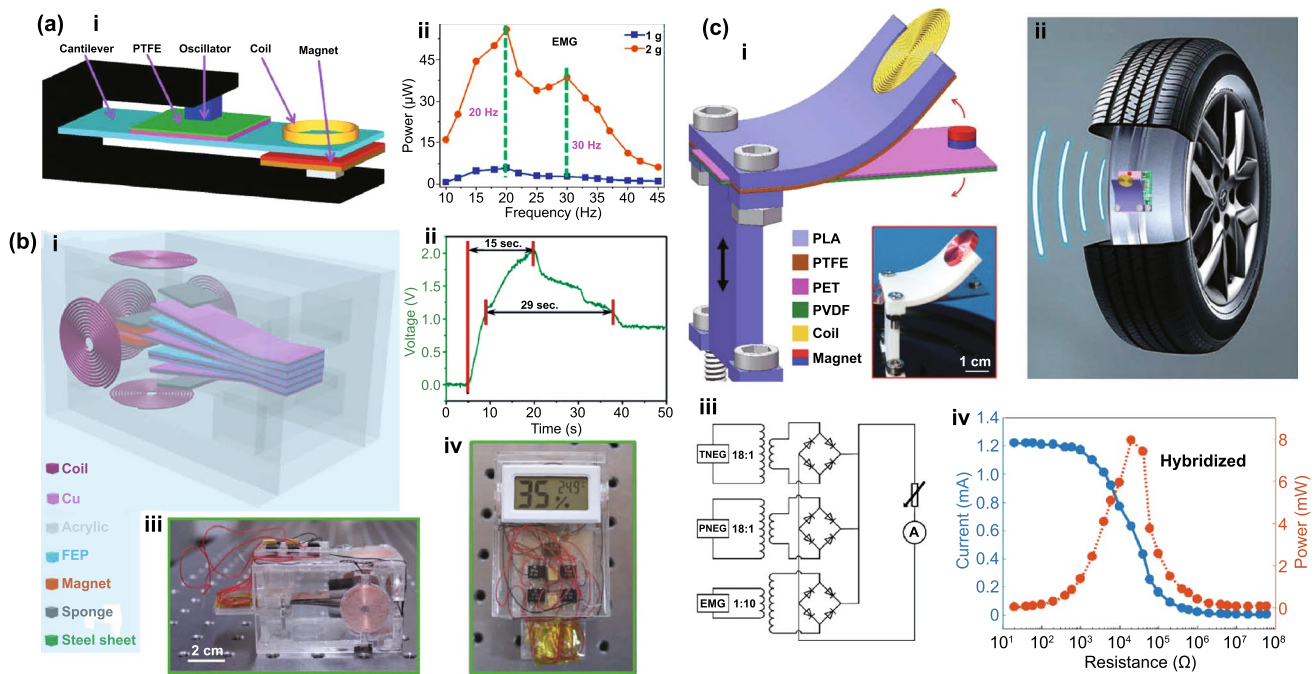 (a)
i
Cantilever PTFE Oscillator Coil Magnet
ii
EMG
1 g
2 g
20 Hz
30 Hz
Power (µW)
45
30
15
0
10 15 20 25 30 35 40 45
Frequency (Hz)
(b)
i
Coil
Cu
Acrylic
FEP
Magnet
Sponge
Steel sheet
ii
15 sec.
29 sec.
Voltage (V)
2.0
1.5
1.0
0.5
0.0
0 10 20 30 40 50
Time (s)
iii
2 cm
iv
35 %
24.9
(c)
i
PLA
PTFE
PET
PVDF
Coil
Magnet
1 cm
ii
iii
TNEG 18:1
PNEG 18:1
EMG 1:10
A
iv
Hybridized
Current (mA)
1.4
1.2
1.0
0.8
0.6
0.4
0.2
0
Power (mW)
8
6
4
2
0
10¹ 10² 10³ 10⁴ 10⁵ 10⁶ 10⁷ 10⁸
Resistance (Ω)